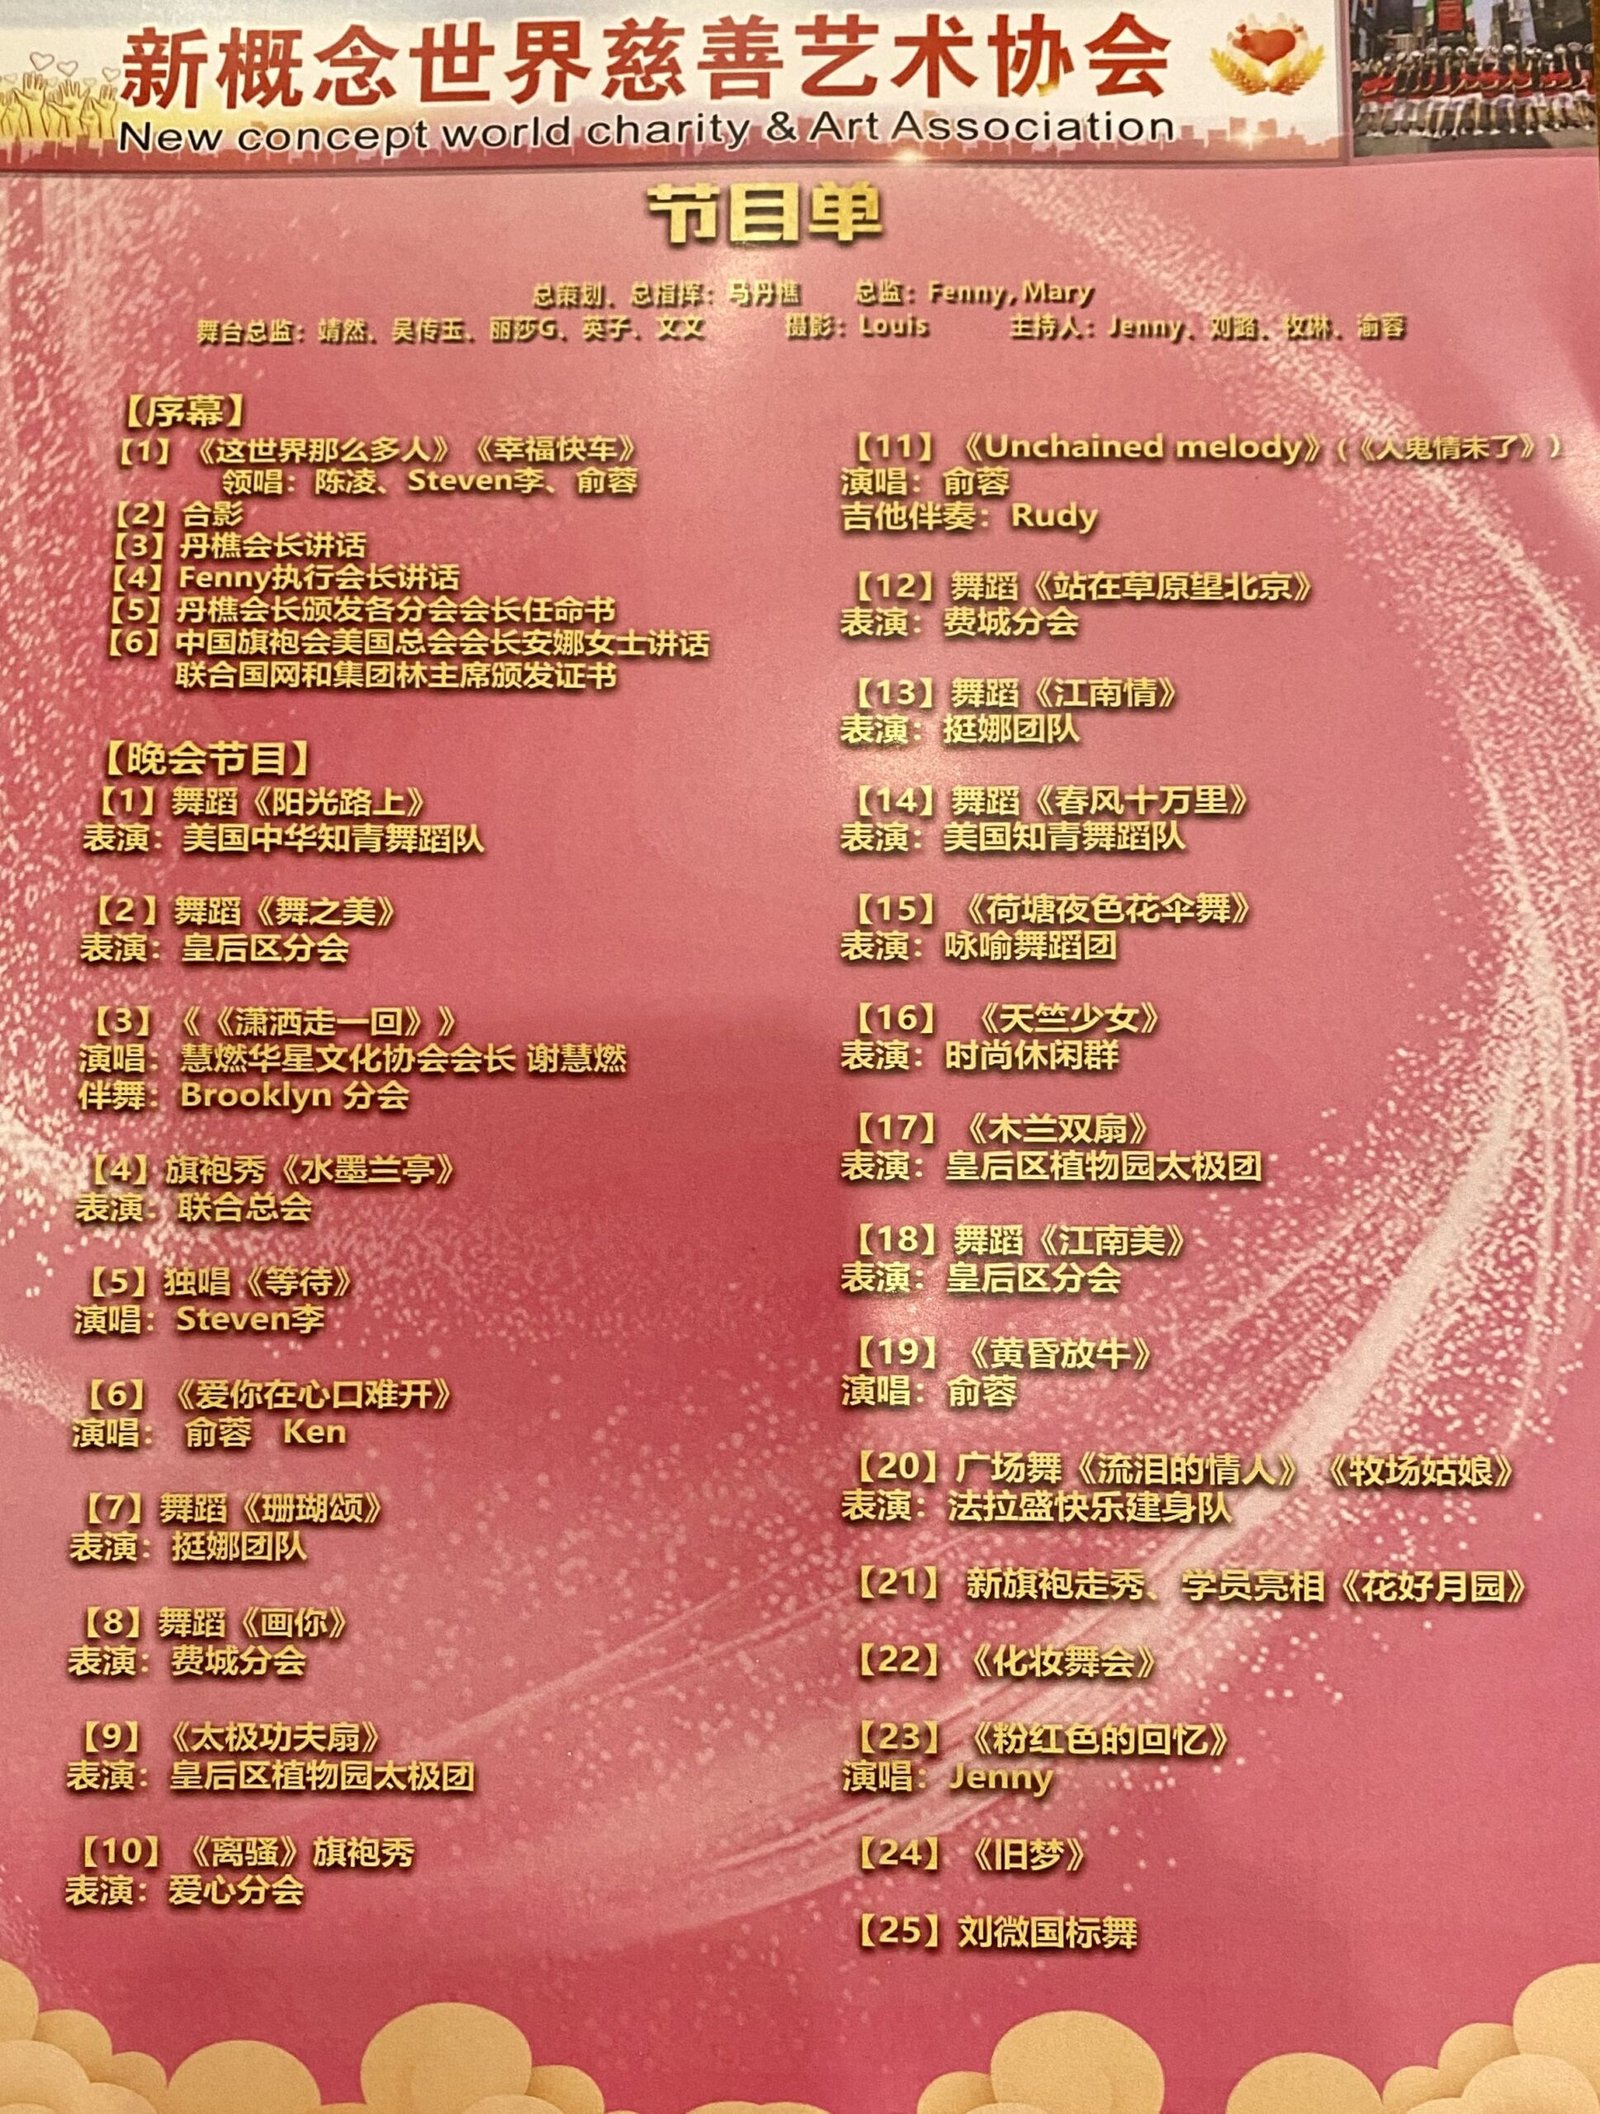 新概念世界慈善艺术协会
New concept world charity & Art Association
节目单
总策划、总指挥：马丹樵 总监：Fenny,Mary
舞台总监：靖然、吴传玉、丽莎G、英子、文文 摄影：Louis 主持人：Jenny、刘璐、牧琳、渝蓉
【序幕】
【1】《这世界那么多人》《幸福快车》
领唱：陈凌、Steven李、俞蓉
【2】合影
【3】丹樵会长讲话
【4】Fenny执行会长讲话
【5】丹樵会长颁发各分会会长任命书
【6】中国旗袍会美国总会会长安娜女士讲话
联合国网和集团林主席颁发证书
【晚会节目】
【1】舞蹈《阳光路上》
表演：美国中华知青舞蹈队
【2】舞蹈《舞之美》
表演：皇后区分会
【3】《《潇洒走一回》》
演唱：慧燃华星文化协会会长 谢慧燃
伴舞：Brooklyn 分会
【4】旗袍秀《水墨兰亭》
表演：联合总会
【5】独唱《等待》
演唱：Steven李
【6】《爱你在心口难开》
演唱： 俞蓉 Ken
【7】舞蹈《珊瑚颂》
表演：挺娜团队
【8】舞蹈《画你》
表演：费城分会
【9】《太极功夫扇》
表演：皇后区植物园太极团
【10】《离骚》旗袍秀
表演：爱心分会
【11】《Unchained melody》(《人鬼情未了》)
演唱：俞蓉
吉他伴奏：Rudy
【12】舞蹈《站在草原望北京》
表演：费城分会
【13】舞蹈《江南情》
表演：挺娜团队
【14】舞蹈《春风十万里》
表演：美国知青舞蹈队
【15】《荷塘夜色花伞舞》
表演：咏喻舞蹈团
【16】 《天竺少女》
表演：时尚休闲群
【17】《木兰双扇》
表演：皇后区植物园太极团
【18】舞蹈《江南美》
表演：皇后区分会
【19】《黄昏放牛》
演唱：俞蓉
【20】广场舞《流泪的情人》《牧场姑娘》
表演：法拉盛快乐建身队
【21】 新旗袍走秀、学员亮相《花好月园》
【22】《化妆舞会》
【23】《粉红色的回忆》
演唱：Jenny
【24】《旧梦》
【25】刘微国标舞